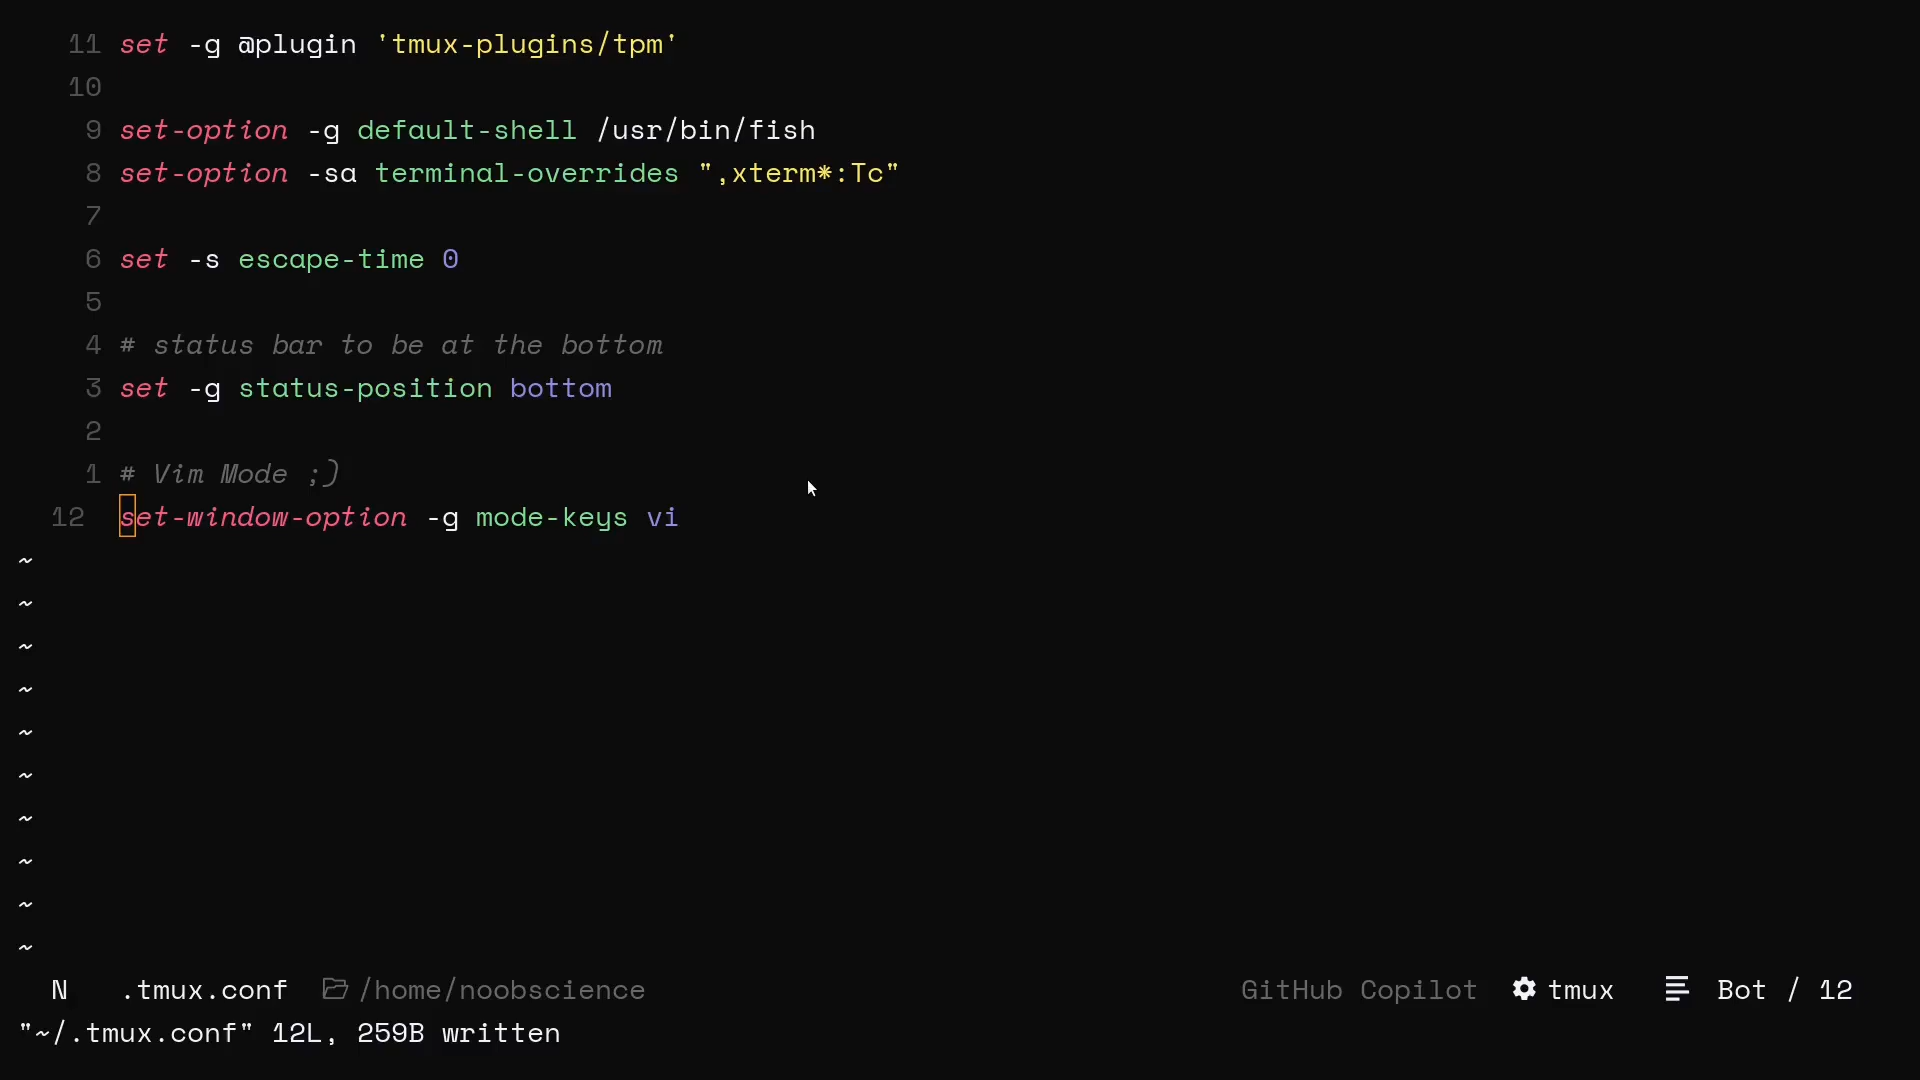 11 set -g @plugin 'tmux-plugins/tpm'
10
9 set-option -g default-shell /usr/bin/fish
8 set-option -sa terminal-overrides ",xterm*:Tc"
7
6 set -s escape-time 0
5
4 # status bar to be at the bottom
3 set -g status-position bottom
2
1 # Vim Mode ;)
12 set-window-option -g mode-keys vi
~
~
~
~
~
~
~
~
~
~
N .tmux.conf /home/noobscience GitHub Copilot tmux Bot / 12
"~/.tmux.conf" 12L, 259B written